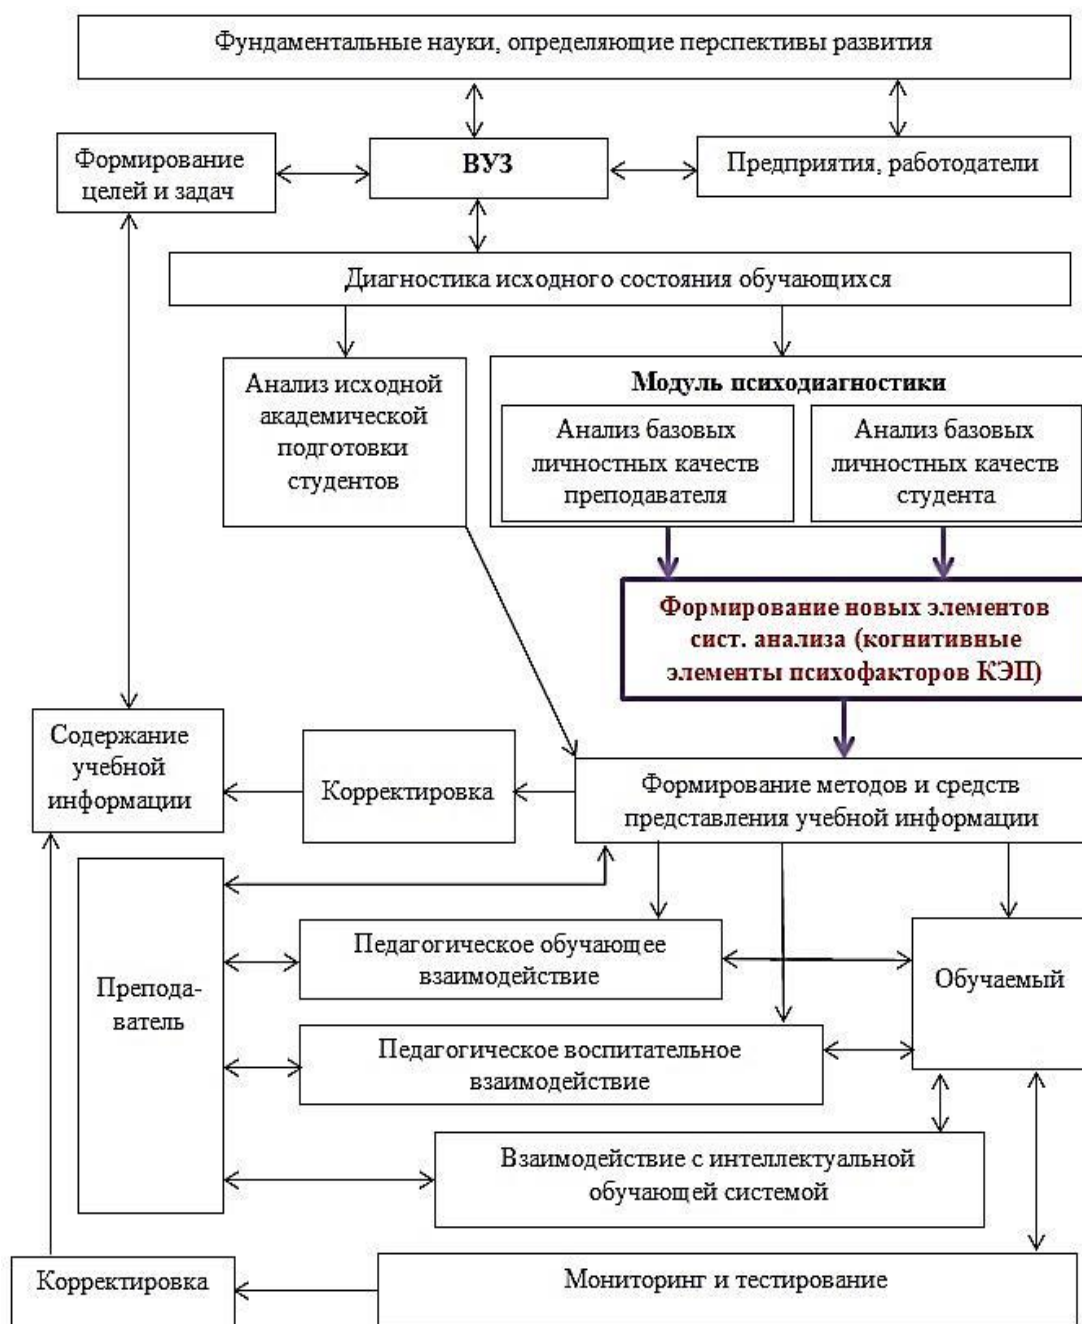 Фундаментальные науки, определяющие перспективы развития
Формирование
целей и задач
ВУЗ
Предприятия, работодатели
Диагностика исходного состояния обучающихся
Анализ исходной
академической
подготовки
студентов
Модуль психодиагностики
Анализ базовых
личностных качеств
преподавателя
Анализ базовых
личностных качеств
студента
Формирование новых элементов
сист. анализа (когнитивные
элементы психофакторов КЭП)
Содержание
учебной
информации
Корректировка
Формирование методов и средств
представления учебной информации
Препода-
ватель
Педагогическое обучающее
взаимодействие
Обучаемый
Педагогическое воспитательное
взаимодействие
Взаимодействие с интеллектуальной
обучающей системой
Корректировка
Мониторинг и тестирование